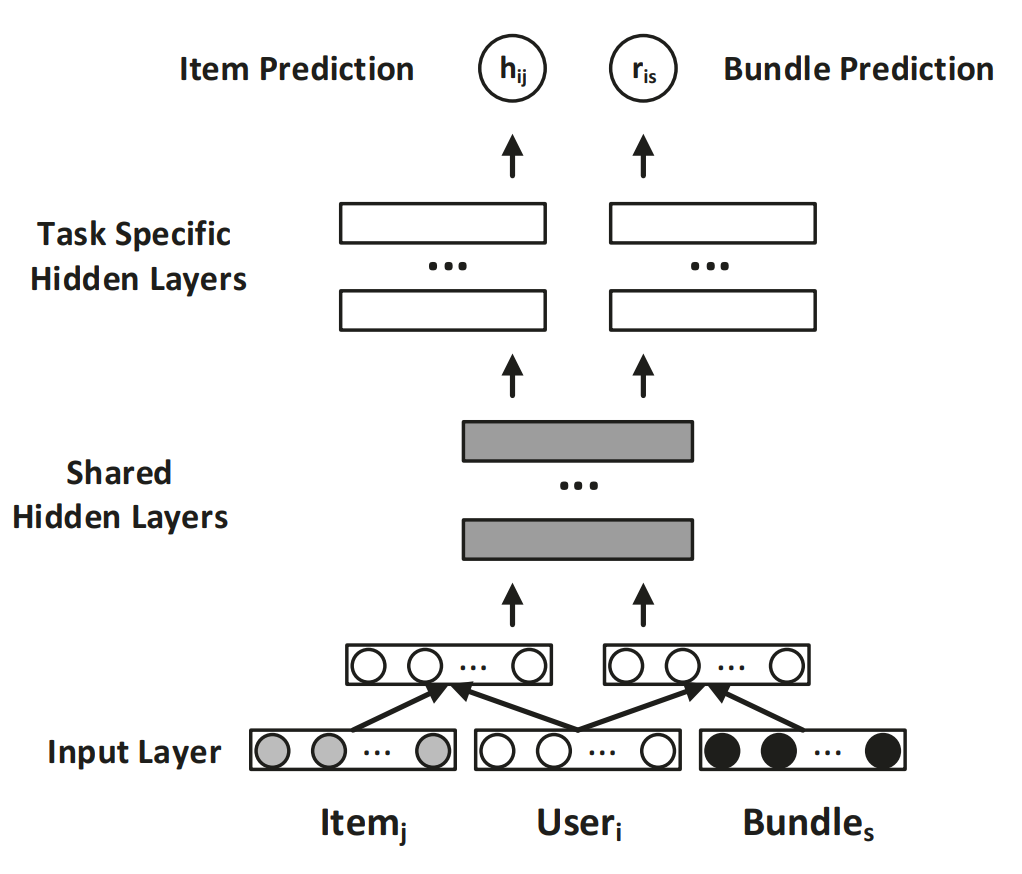 Item Prediction
hij
ris
Bundle Prediction
Task Specific
Hidden Layers
...
...
Shared
Hidden Layers
...
...
...
Input Layer
...
...
...
Itemj
Useri
Bundles